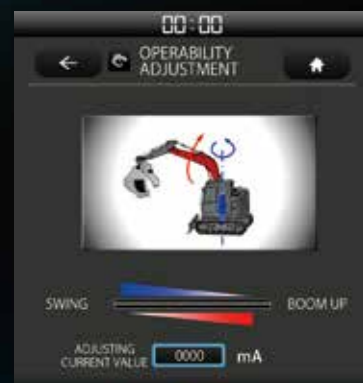 00:00
OPERABILITY
ADJUSTMENT
SWING BOOM UP
ADJUSTING
CURRENT VALUE 0000 mA